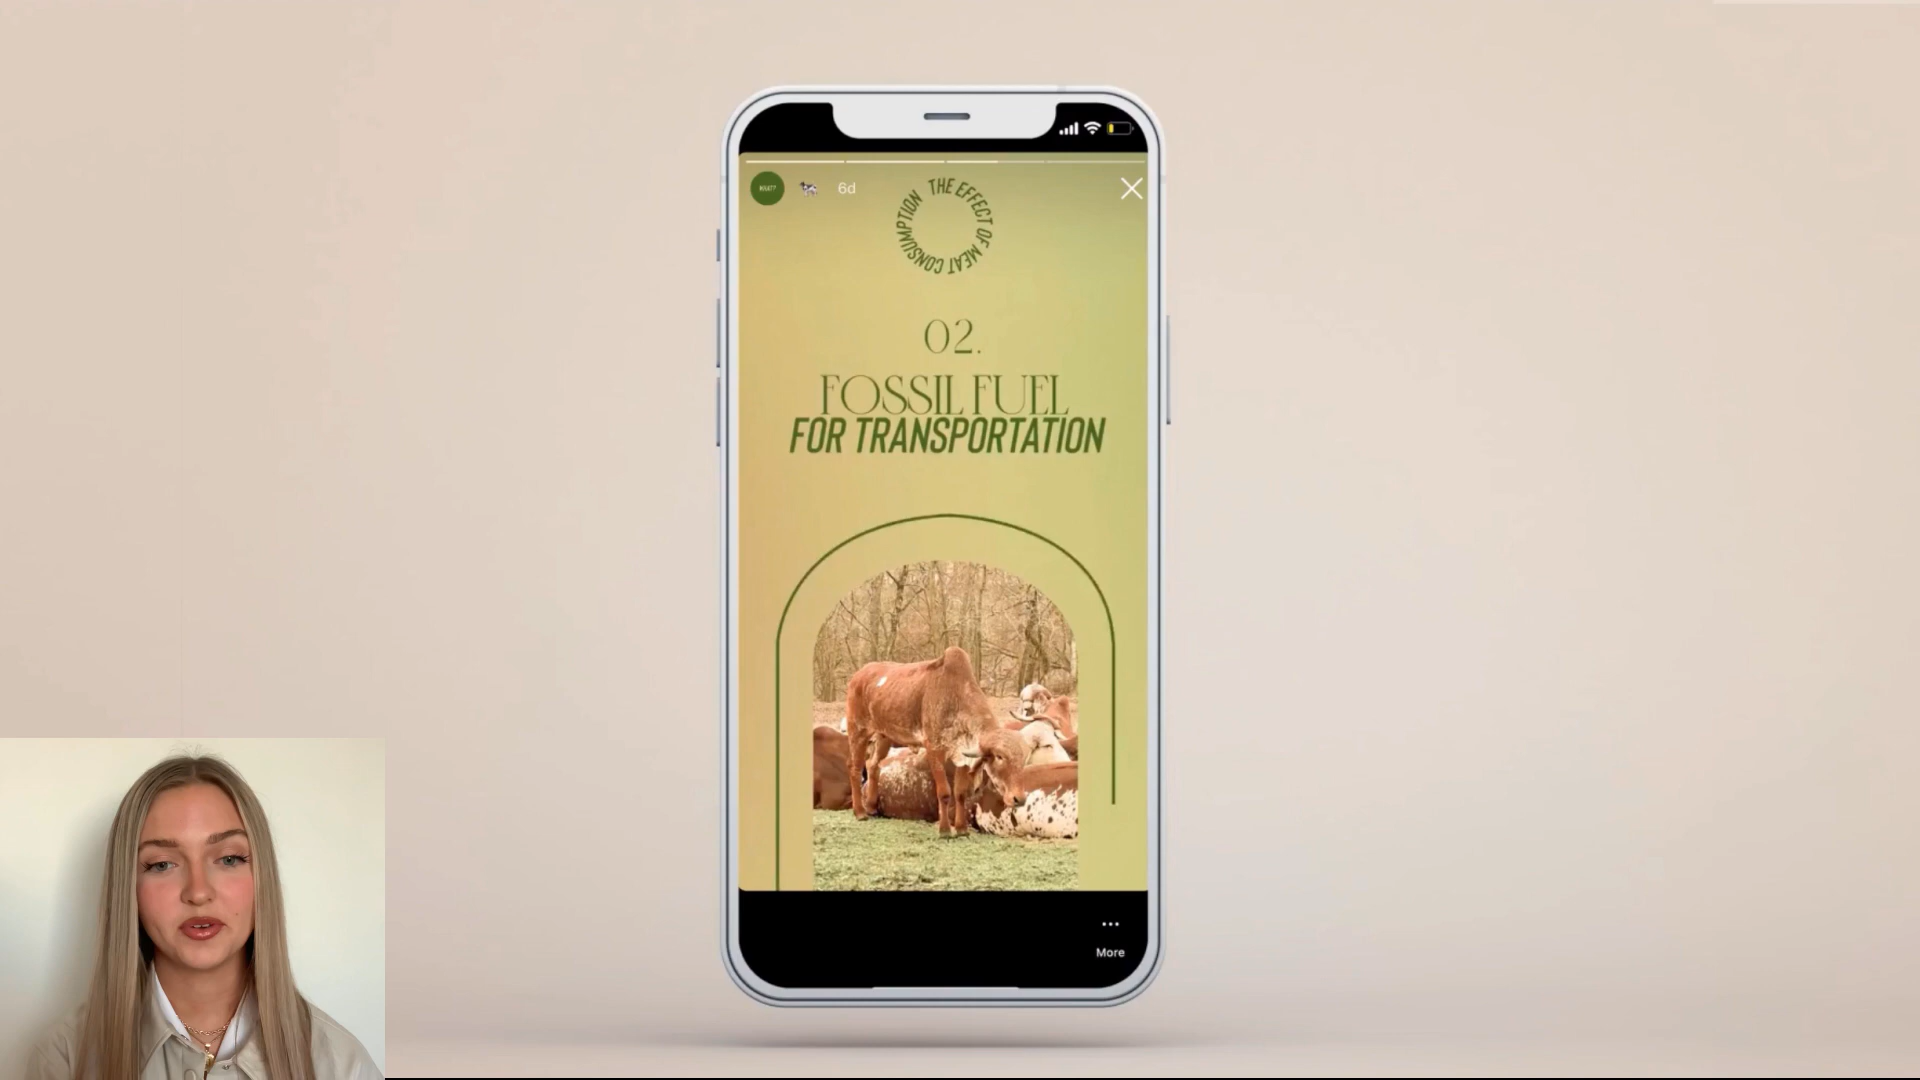 6d
THE EFFECT OF MEAT CONSUMPTION
02.
FOSSIL FUEL
FOR TRANSPORTATION
More